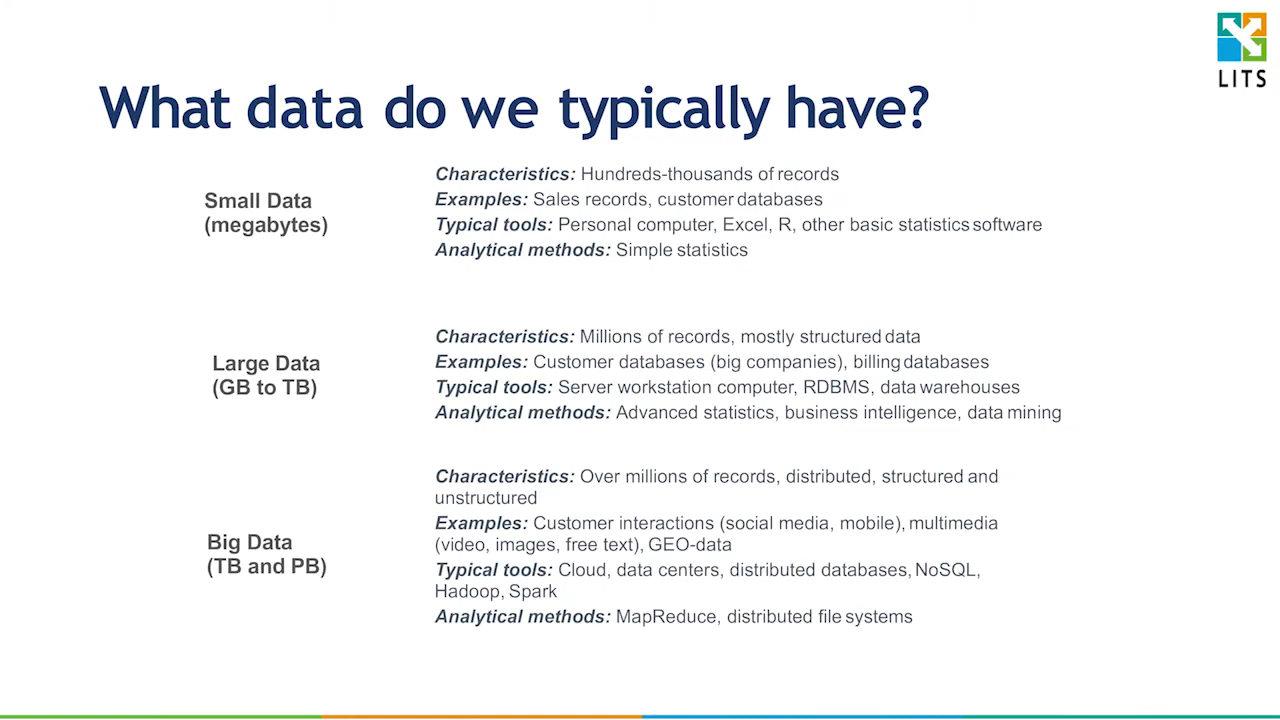 LITS
What data do we typically have?
Small Data
(megabytes)
Characteristics: Hundreds-thousands of records
Examples: Sales records, customer databases
Typical tools: Personal computer, Excel, R, other basic statistics software
Analytical methods: Simple statistics
Large Data
(GB to TB)
Characteristics: Millions of records, mostly structured data
Examples: Customer databases (big companies), billing databases
Typical tools: Server workstation computer, RDBMS, data warehouses
Analytical methods: Advanced statistics, business intelligence, data mining
Big Data
(TB and PB)
Characteristics: Over millions of records, distributed, structured and
unstructured
Examples: Customer interactions (social media, mobile), multimedia
(video, images, free text), GEO-data
Typical tools: Cloud, data centers, distributed databases, NoSQL,
Hadoop, Spark
Analytical methods: MapReduce, distributed file systems